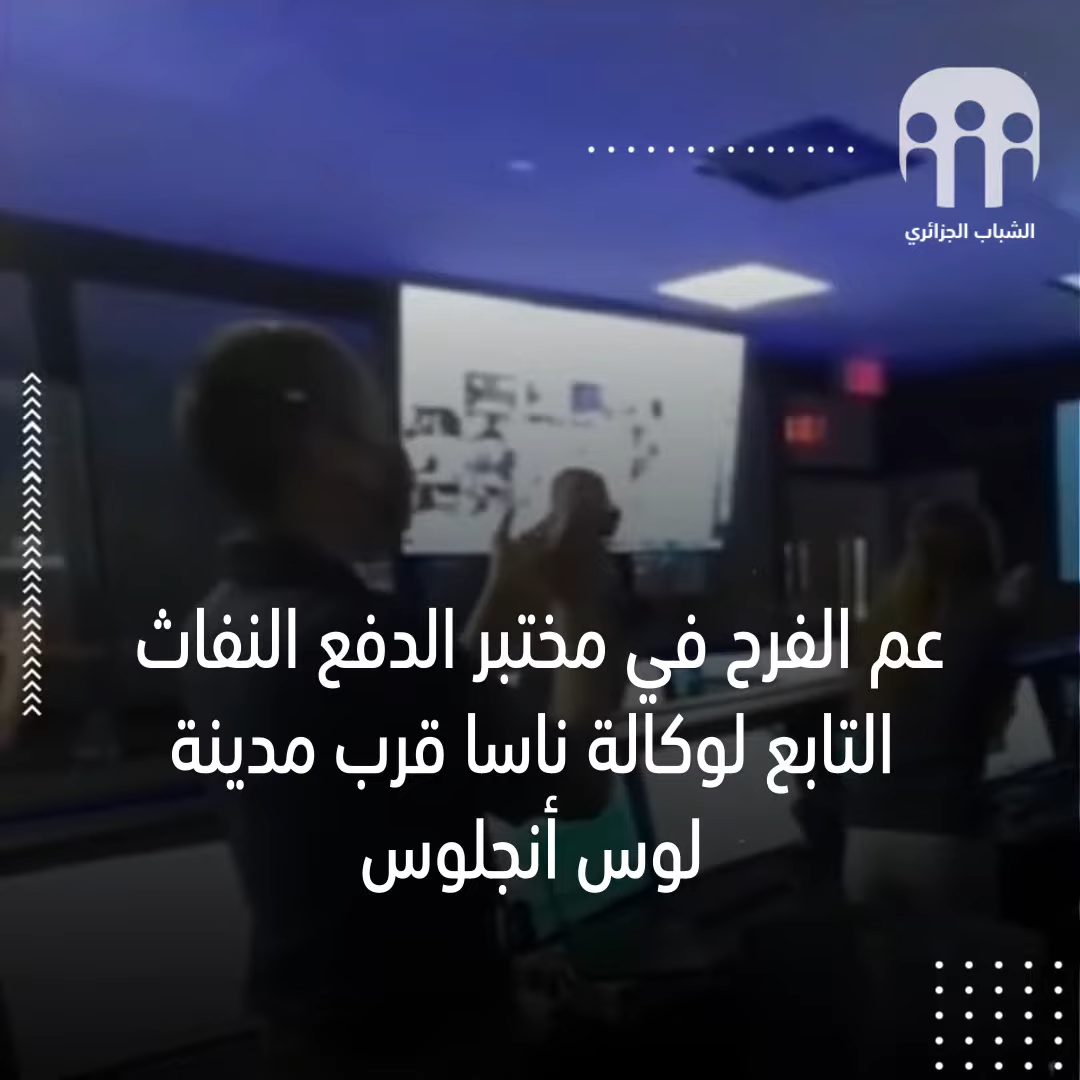 الشباب الجزائري
عم الفرح في مختبر الدفع النفاث
التابع لوكالة ناسا قرب مدينة
لوس أنجلوس